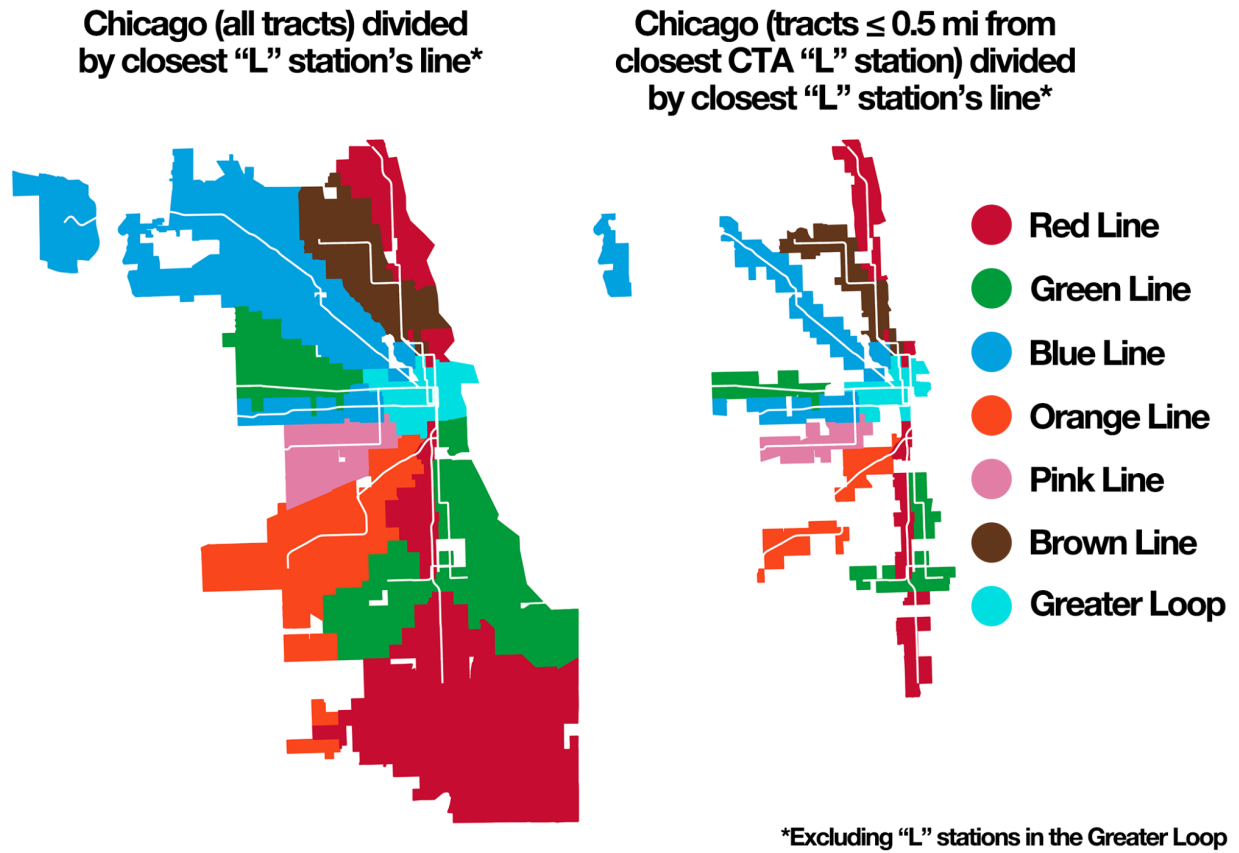 Chicago (all tracts) divided
by closest “L” station’s line*
Chicago (tracts ≤ 0.5 mi from
closest CTA “L” station) divided
by closest “L” station’s line*
Red Line
Green Line
Blue Line
Orange Line
Pink Line
Brown Line
Greater Loop
*Excluding “L” stations in the Greater Loop